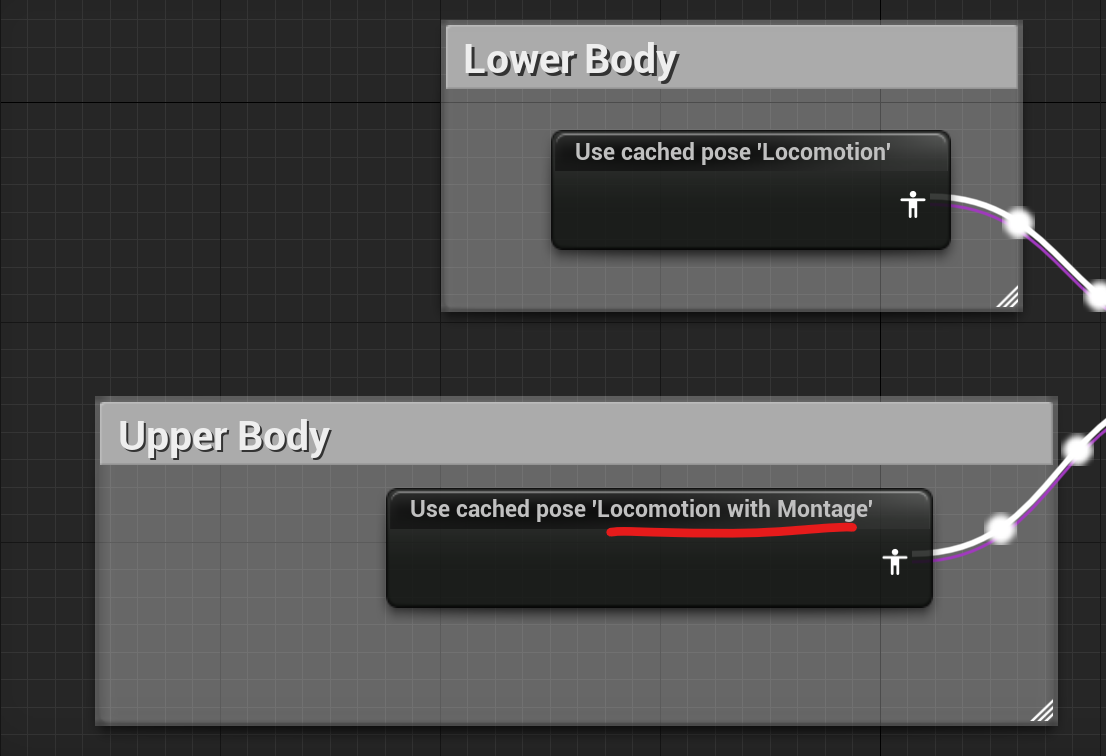 Lower Body
Use cached pose 'Locomotion'
Upper Body
Use cached pose 'Locomotion with Montage'